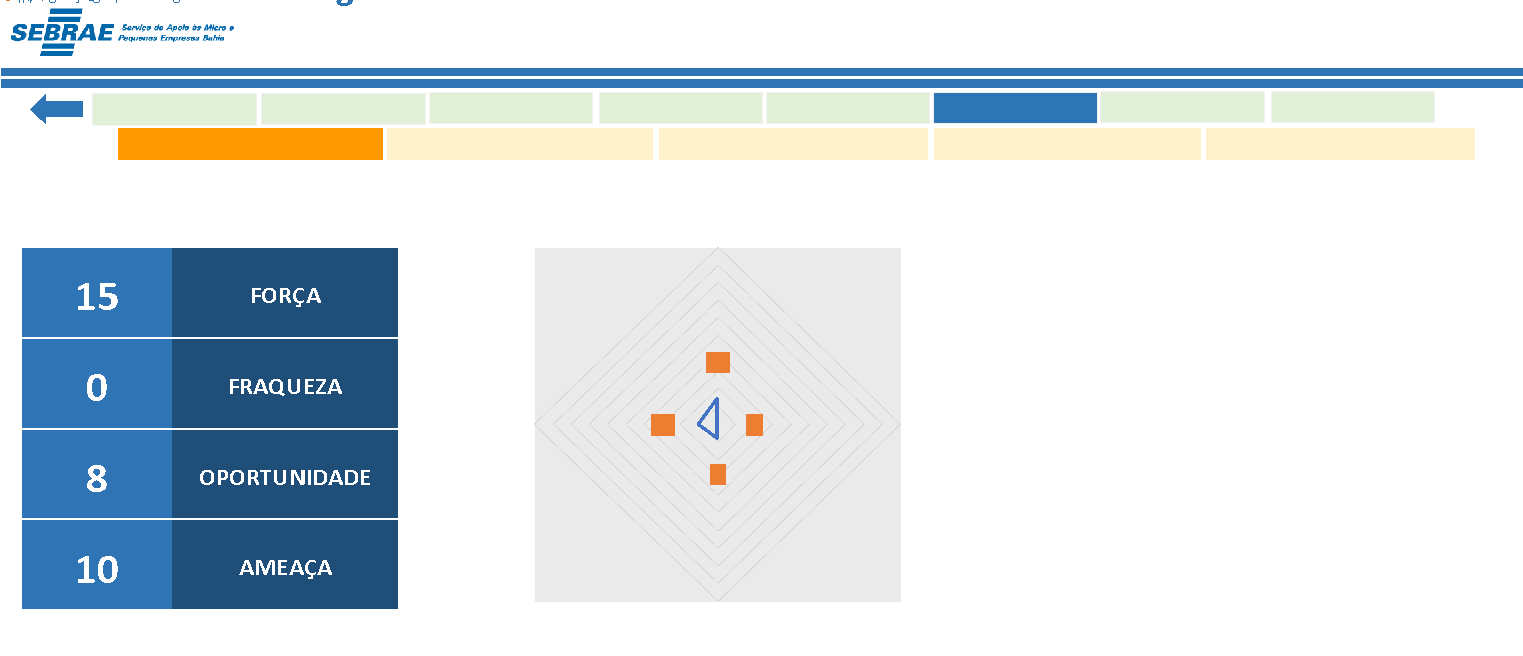 SEBRAE
Serviço de Apoio às Micro e
Pequenas Empresas Bahia
15 FORÇA
0 FRAQUEZA
8 OPORTUNIDADE
10 AMEAÇA